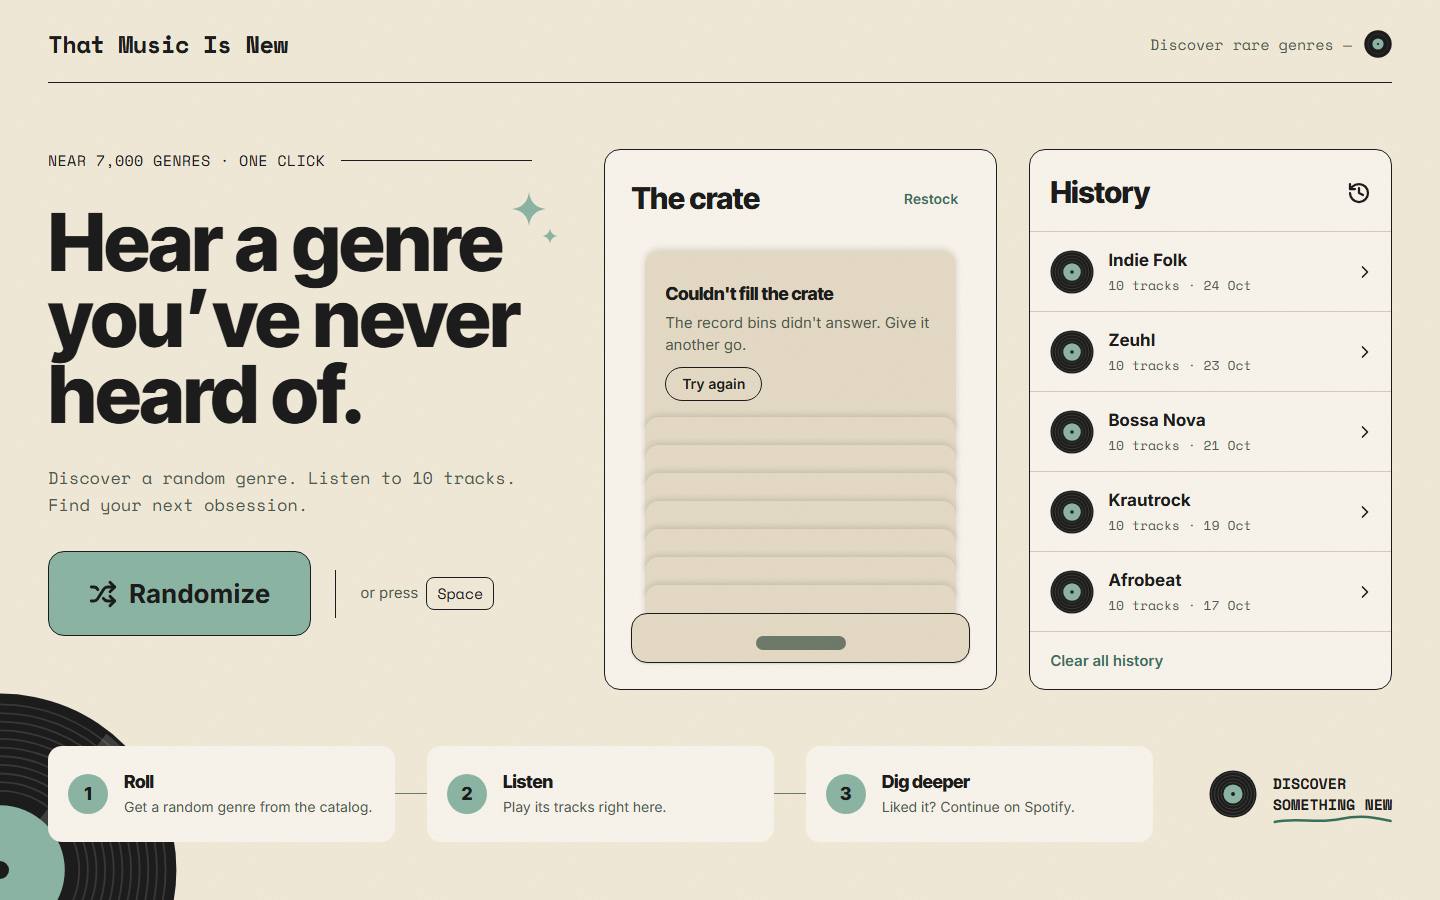 That Music Is New
Discover rare genres —
NEAR 7,000 GENRES · ONE CLICK
Hear a genre
you’ve never
heard of.
Discover a random genre. Listen to 10 tracks.
Find your next obsession.
Randomize
or press Space
The crate
Restock
Couldn't fill the crate
The record bins didn't answer. Give it
another go.
Try again
History
Indie Folk
10 tracks · 24 Oct
Zeuhl
10 tracks · 23 Oct
Bossa Nova
10 tracks · 21 Oct
Krautrock
10 tracks · 19 Oct
Afrobeat
10 tracks · 17 Oct
Clear all history
1
Roll
Get a random genre from the catalog.
2
Listen
Play its tracks right here.
3
Dig deeper
Liked it? Continue on Spotify.
DISCOVER
SOMETHING NEW